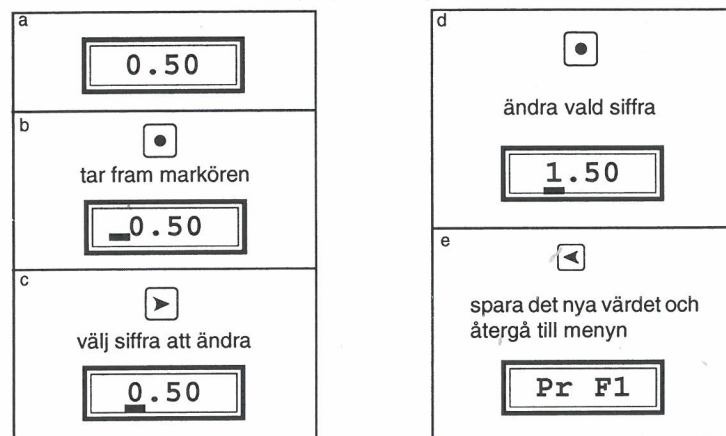 a
0.50
b
tar fram markören
0.50
c
välj siffra att ändra
0.50
d
ändra vald siffra
1.50
e
spara det nya värdet och
återgå till menyn
Pr F1